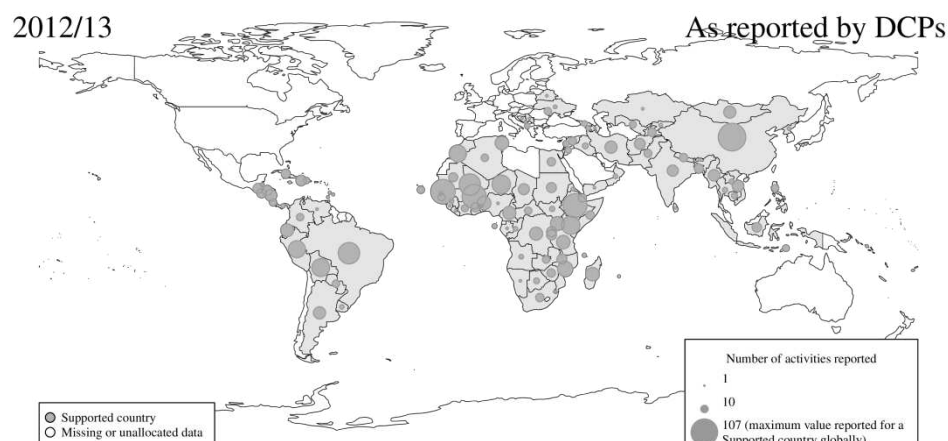 2012/13
As reported by DCPs
Supported country
Missing or unallocated data
Number of activities reported
1
10
107 (maximum value reported for a
Supported country globally)